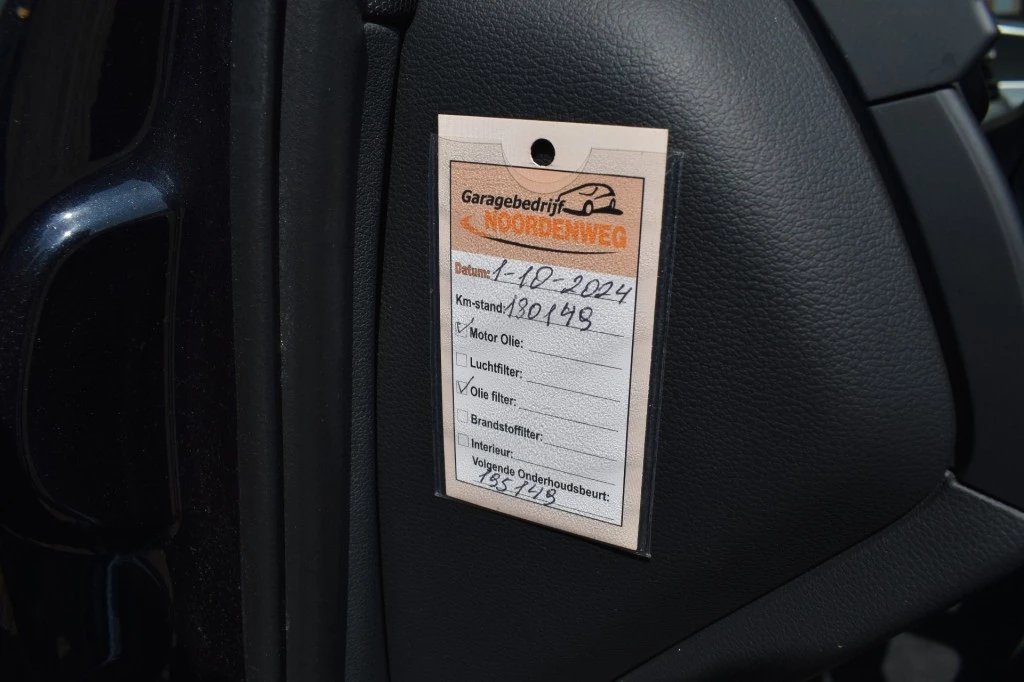 Garagebedrijf
NOORDENWEG
Datum: 1-10-2024
Km-stand: 180149
Motor Olie:
Luchtfilter:
Olie filter:
Brandstoffilter:
Interieur:
Volgende Onderhoudsbeurt:
195149